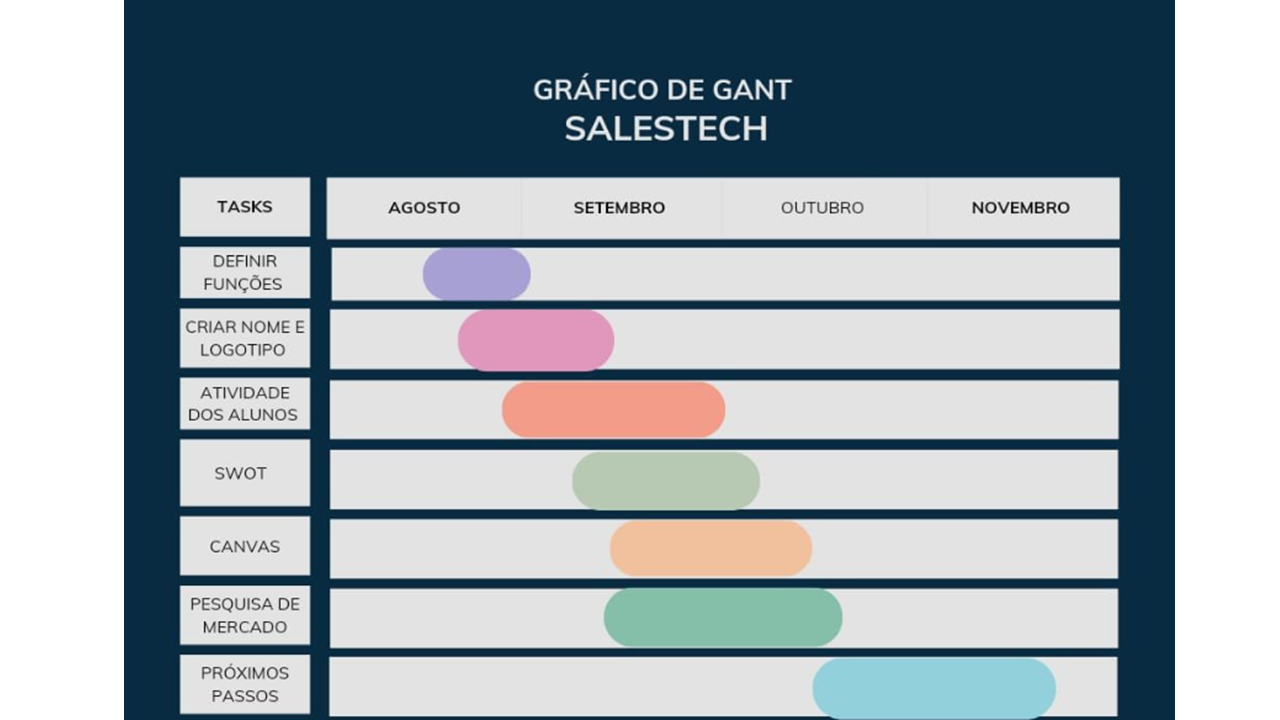 GRÁFICO DE GANT
SALESTECH
TASKS
AGOSTO
SETEMBRO
OUTUBRO
NOVEMBRO
DEFINIR
FUNÇÕES
CRIAR NOME E
LOGOTIPO
ATIVIDADE
DOS ALUNOS
SWOT
CANVAS
PESQUISA DE
MERCADO
PRÓXIMOS
PASSOS